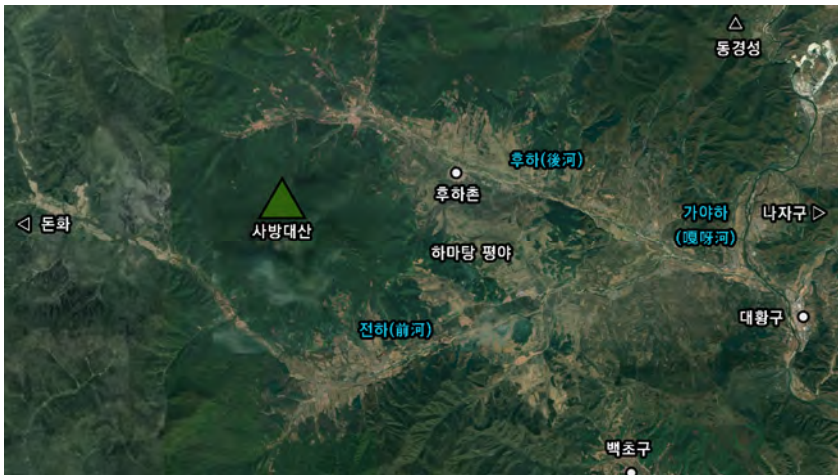 동경성
후하(後河)
후하촌
가야하
(嘎呀河)
나자구
돈화
사방대산
하마탕 평야
대황구
전하(前河)
백초구